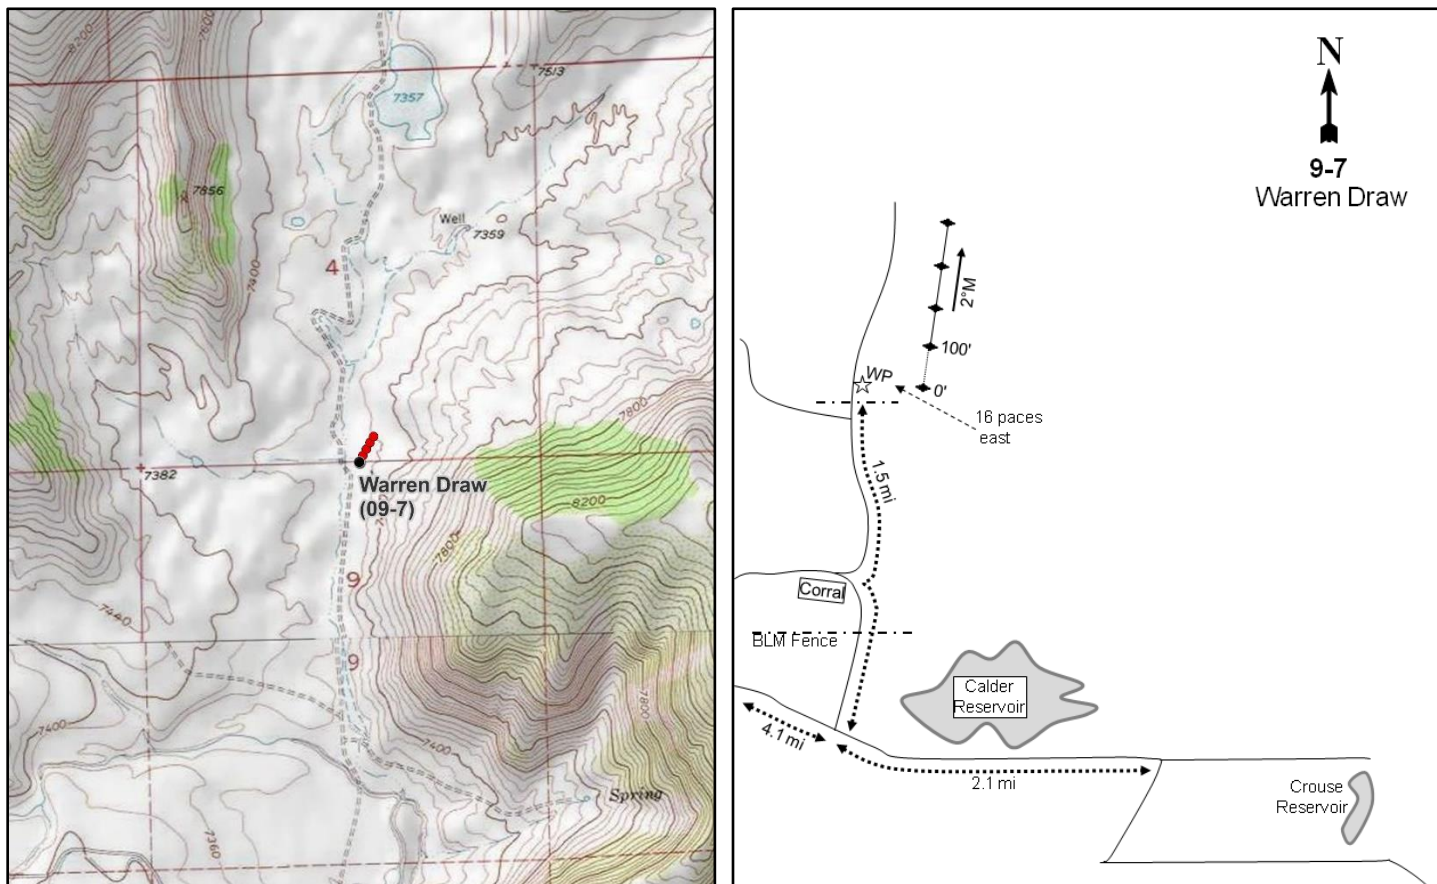 8200
7600
7513
7357
7856
Well
7359
7400
4
7800
7382
Warren Draw
(09-7)
8200
7800
9
7440
9
7800
7400
7400
Spring
7360
N
9-7
Warren Draw
2°M
100'
WP
0'
16 paces
east
1.5 mi
Corral
BLM Fence
Calder
Reservoir
4.1 mi
2.1 mi
Crouse
Reservoir